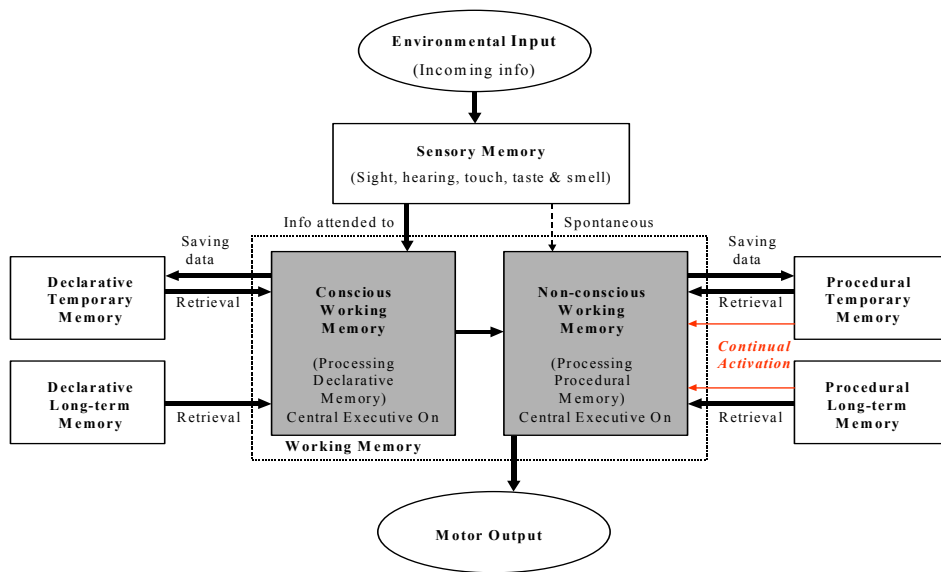 Environmental Input
(Incoming info)
Sensory Memory
(Sight, hearing, touch, taste & smell)
Info attended to
Spontaneous
Saving
data
Retrieval
Declarative
Temporary
Memory
Declarative
Long-term
Memory
Retrieval
Conscious
Working
Memory
(Processing
Declarative
Memory)
Central Executive On
Working Memory
Non-conscious
Working
Memory
(Processing
Procedural
Memory)
Central Executive On
Saving
data
Retrieval
Continual
Activation
Retrieval
Procedural
Temporary
Memory
Procedural
Long-term
Memory
Motor Output